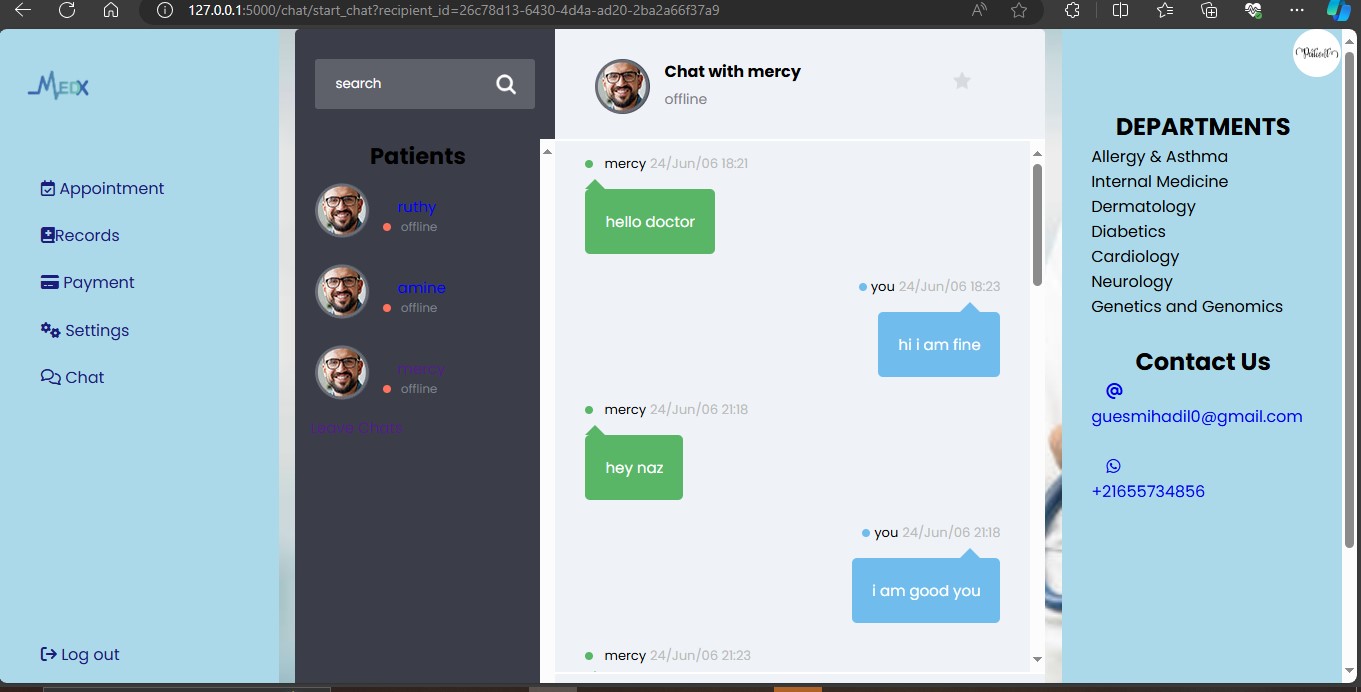 127.0.0.1:5000/chat/start_chat?recipient_id=26c78d13-6430-4d4a-ad20-2ba2a66f37a9
MEDX
Appointment
Records
Payment
Settings
Chat
Log out
search
Patients
ruthy
offline
amine
offline
mercy
offline
Leave Chats
Chat with mercy
offline
mercy 24/Jun/06 18:21
hello doctor
you 24/Jun/06 18:23
hi i am fine
mercy 24/Jun/06 21:18
hey naz
you 24/Jun/06 21:18
i am good you
mercy 24/Jun/06 21:23
Patient
DEPARTMENTS
Allergy & Asthma
Internal Medicine
Dermatology
Diabetics
Cardiology
Neurology
Genetics and Genomics
Contact Us
guesmihadil0@gmail.com
+21655734856